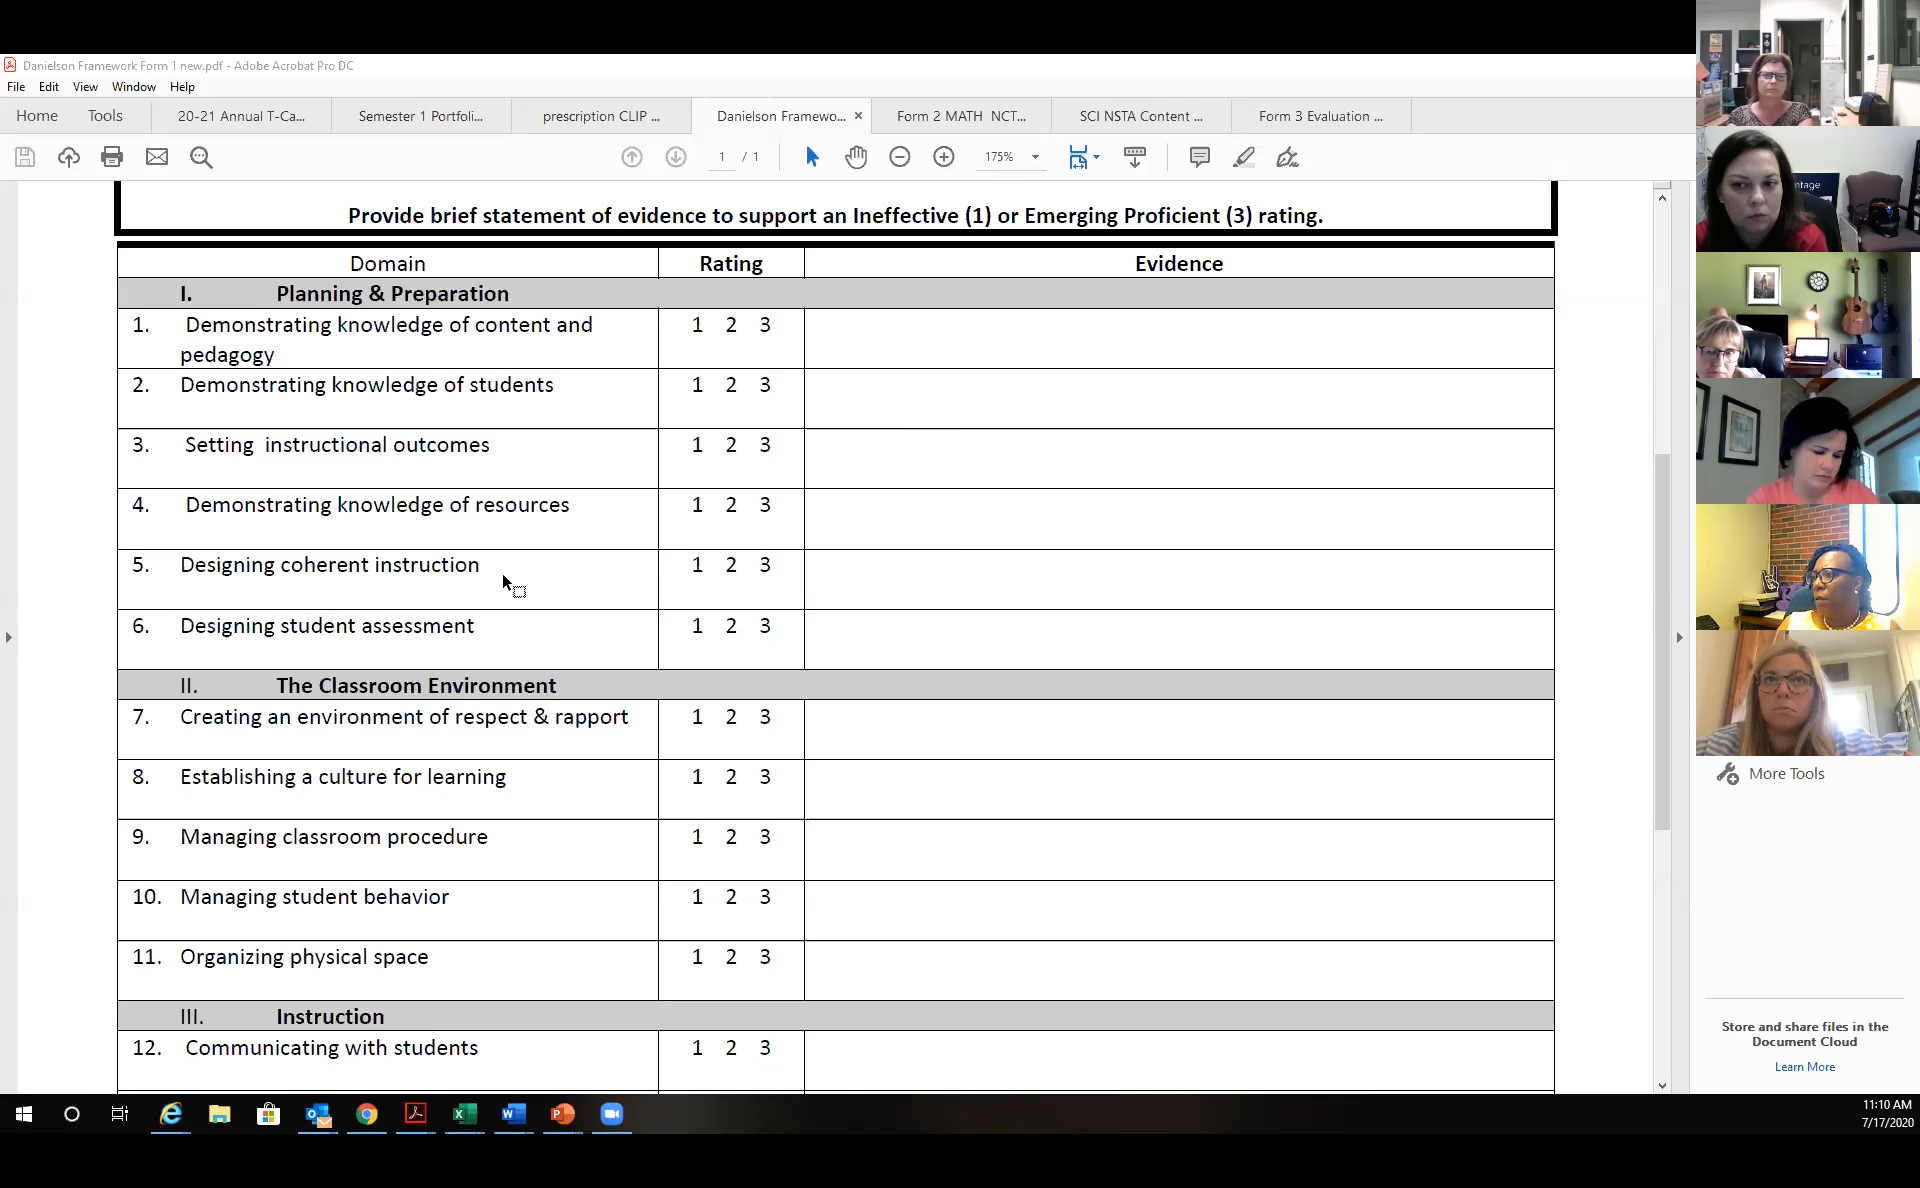 Danielson Framework Form 1 new.pdf - Adobe Acrobat Pro DC
File Edit View Window Help
Home Tools 20-21 Annual T-Ca... Semester 1 Portfoli... prescription CLIP ... Danielson Framewo... × Form 2 MATH NCT... SCI NSTA Content ... Form 3 Evaluation ...
1 / 1 175%
Provide brief statement of evidence to support an Ineffective (1) or Emerging Proficient (3) rating.
Domain Rating Evidence
I. Planning & Preparation
1. Demonstrating knowledge of content and 1 2 3
pedagogy
2. Demonstrating knowledge of students 1 2 3
3. Setting instructional outcomes 1 2 3
4. Demonstrating knowledge of resources 1 2 3
5. Designing coherent instruction 1 2 3
6. Designing student assessment 1 2 3
II. The Classroom Environment
7. Creating an environment of respect & rapport 1 2 3
8. Establishing a culture for learning 1 2 3
9. Managing classroom procedure 1 2 3
10. Managing student behavior 1 2 3
11. Organizing physical space 1 2 3
III. Instruction
12. Communicating with students 1 2 3
ntage
More Tools
Store and share files in the
Document Cloud
Learn More
11:10 AM
7/17/2020